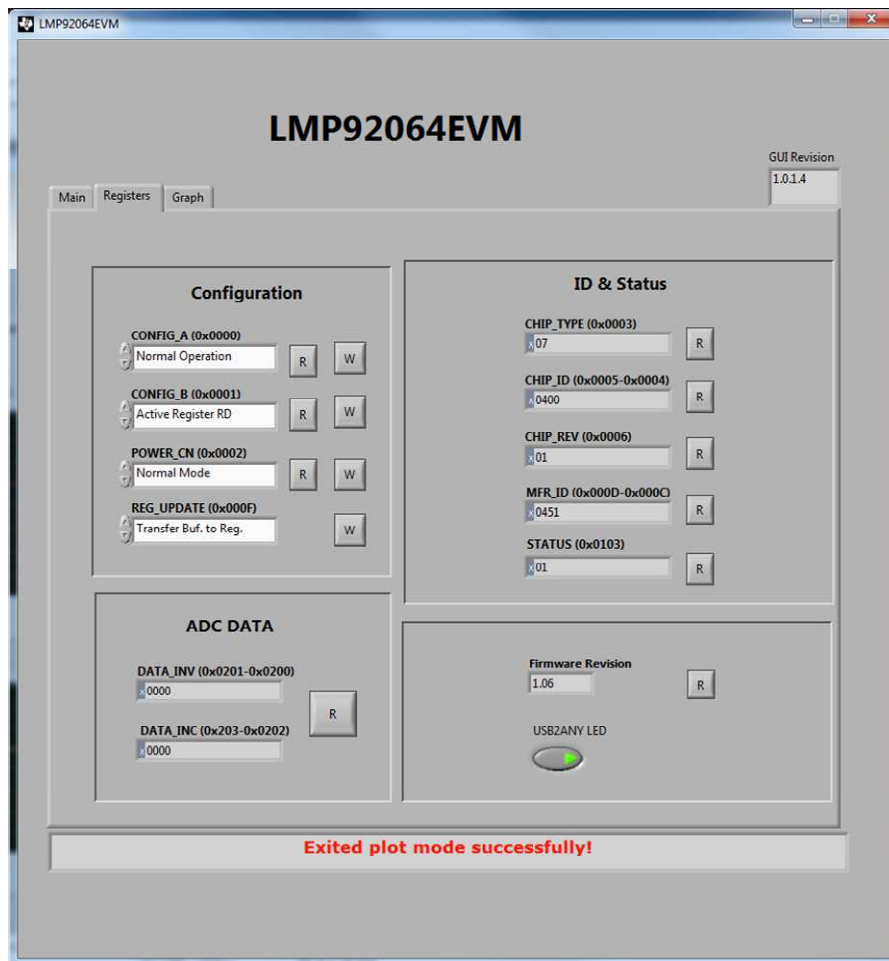 LMP92064EVM
LMP92064EVM
GUI Revision
1.0.1.4
Main
Registers
Graph
Configuration
CONFIG_A (0x0000)
Normal Operation
R
W
CONFIG_B (0x0001)
Active Register RD
R
W
POWER_CN (0x0002)
Normal Mode
R
W
REG_UPDATE (0x000F)
Transfer Buf. to Reg.
W
ID & Status
CHIP_TYPE (0x0003)
x 07
R
CHIP_ID (0x0005-0x0004)
x 0400
R
CHIP_REV (0x0006)
x 01
R
MFR_ID (0x000D-0x000C)
x 0451
R
STATUS (0x0103)
x 01
R
ADC DATA
DATA_INV (0x0201-0x0200)
x 0000
R
DATA_INC (0x203-0x0202)
x 0000
Firmware Revision
1.06
R
USB2ANY LED
Exited plot mode successfully!